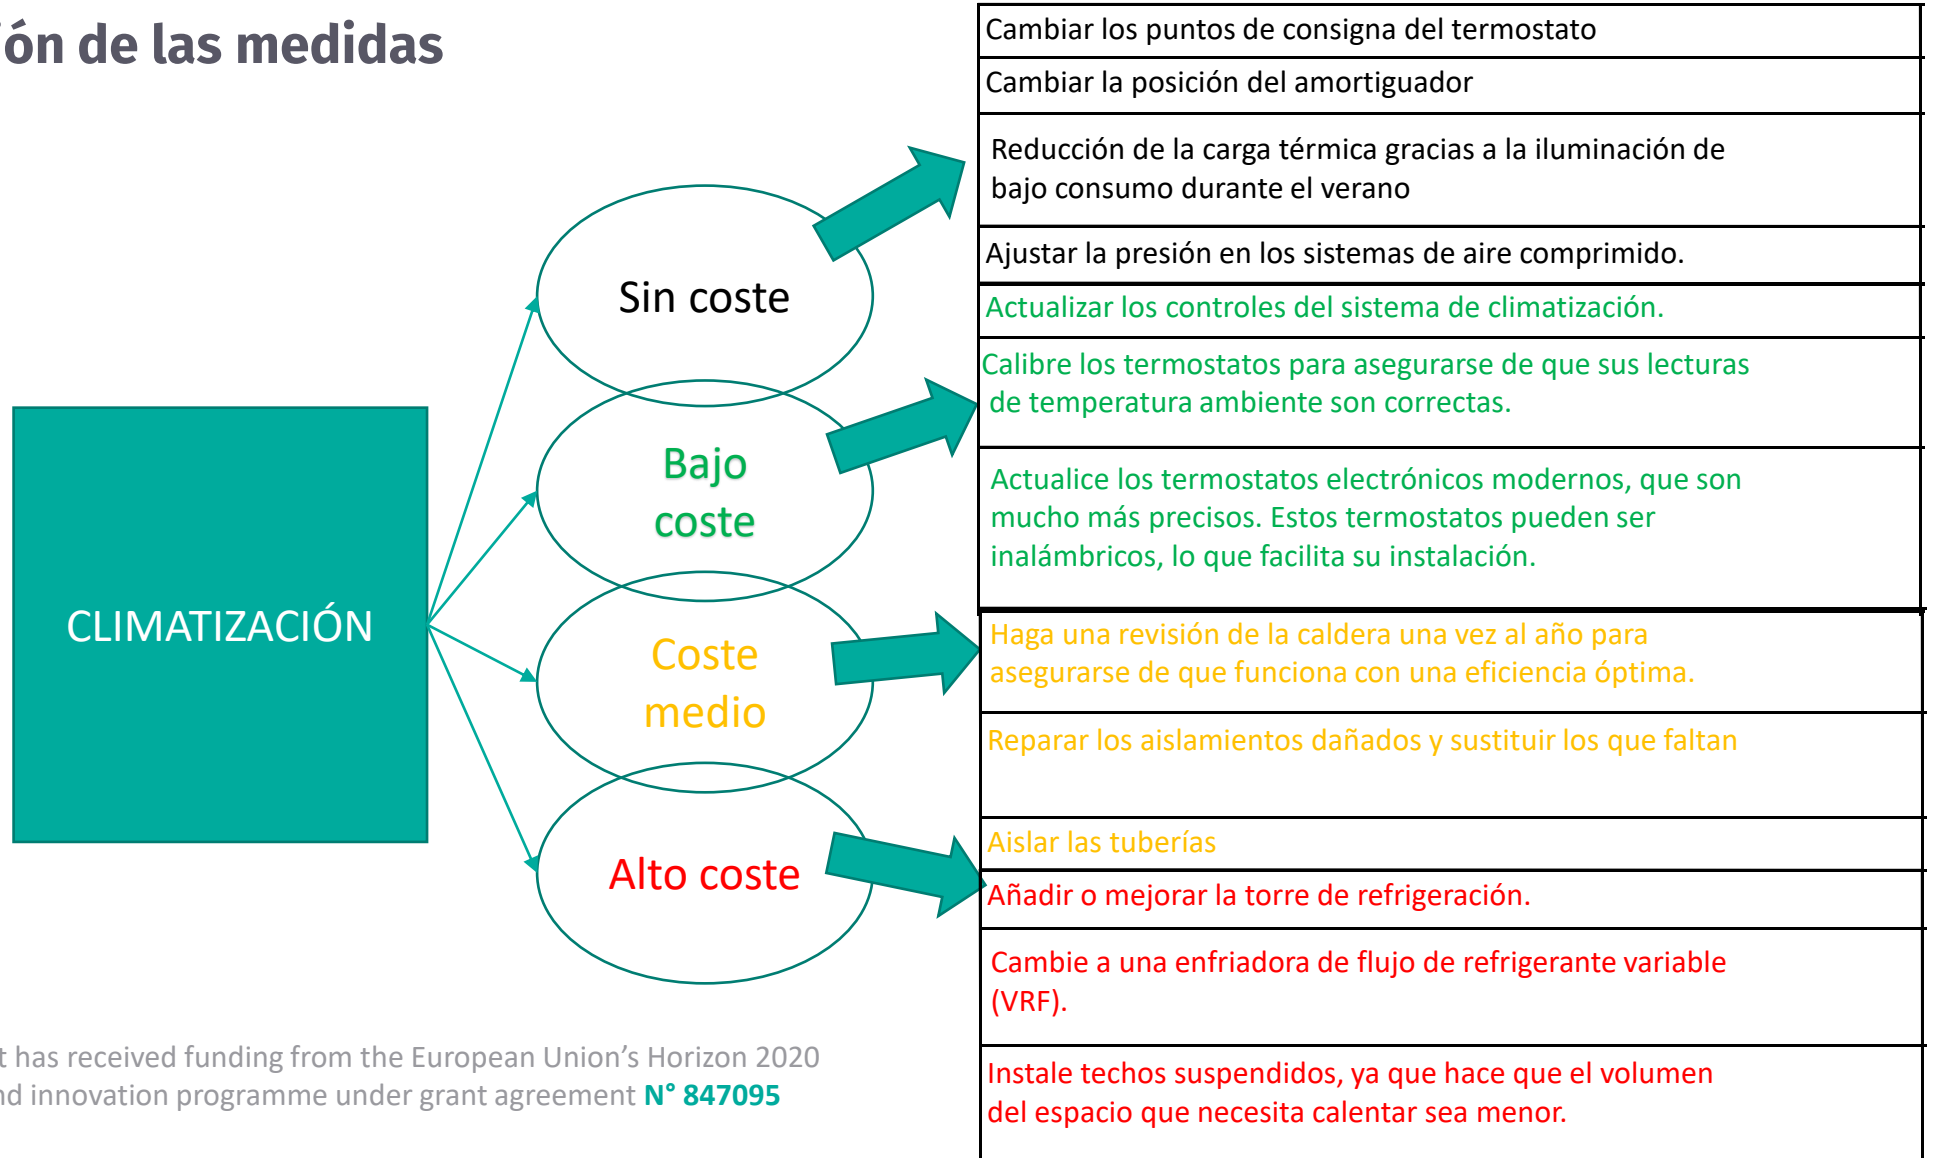 ón de las medidas
CLIMATIZACIÓN
Sin coste
Bajo
coste
Coste
medio
Alto coste
Cambiar los puntos de consigna del termostato
Cambiar la posición del amortiguador
Reducción de la carga térmica gracias a la iluminación de
bajo consumo durante el verano
Ajustar la presión en los sistemas de aire comprimido.
Actualizar los controles del sistema de climatización.
Calibre los termostatos para asegurarse de que sus lecturas
de temperatura ambiente son correctas.
Actualice los termostatos electrónicos modernos, que son
mucho más precisos. Estos termostatos pueden ser
inalámbricos, lo que facilita su instalación.
Haga una revisión de la caldera una vez al año para
asegurarse de que funciona con una eficiencia óptima.
Reparar los aislamientos dañados y sustituir los que faltan
Aislar las tuberías
Añadir o mejorar la torre de refrigeración.
Cambie a una enfriadora de flujo de refrigerante variable
(VRF).
Instale techos suspendidos, ya que hace que el volumen
del espacio que necesita calentar sea menor.
t has received funding from the European Union's Horizon 2020
nd innovation programme under grant agreement N° 847095